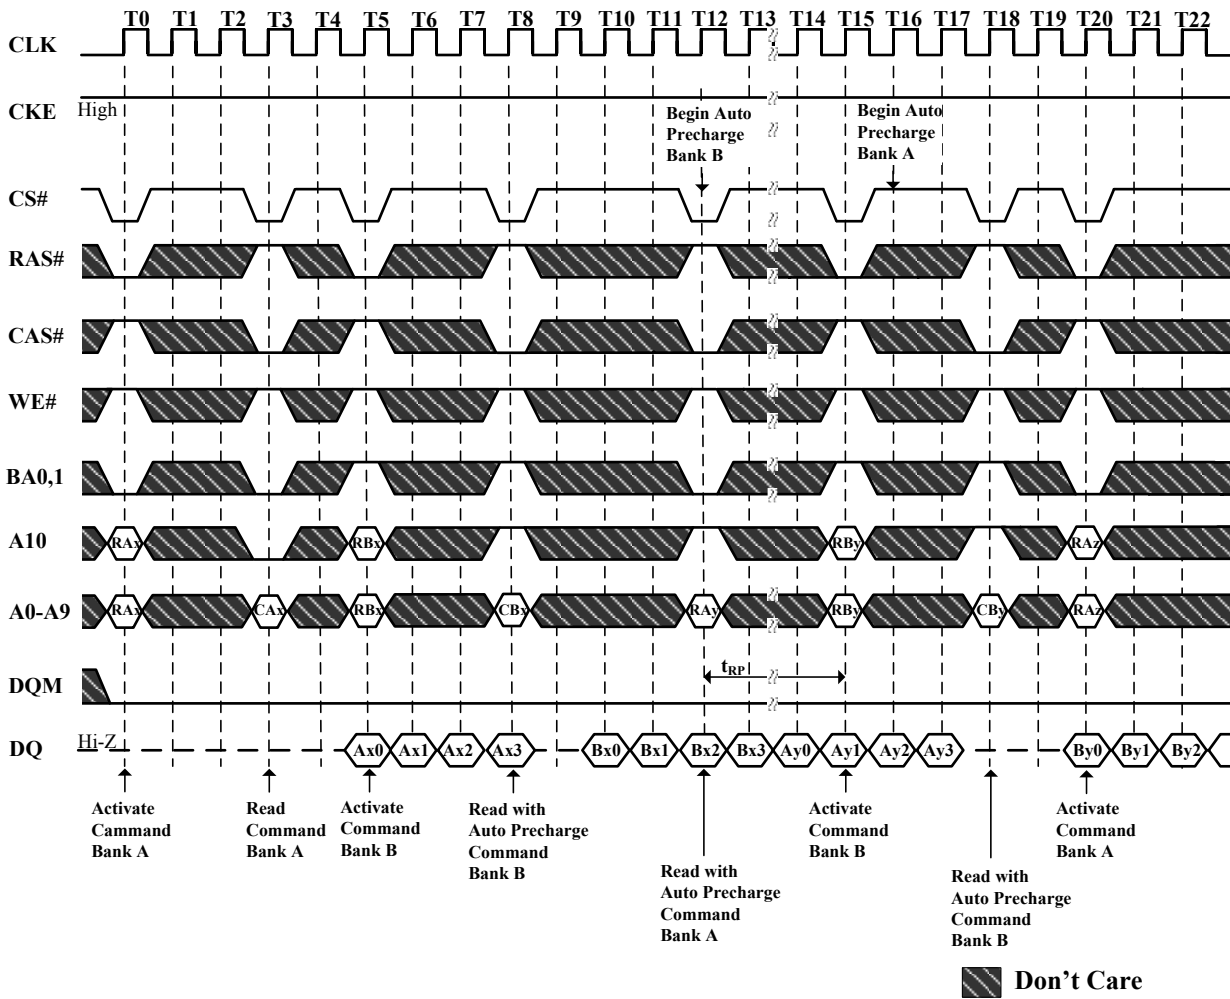 T0 T1 T2 T3 T4 T5 T6 T7 T8 T9 T10 T11 T12 T13 T14 T15 T16 T17 T18 T19 T20 T21 T22
CLK
CKE High
Begin Auto
Precharge
Bank B
Begin Auto
Precharge
Bank A
CS#
RAS#
CAS#
WE#
BA0,1
A10 RAx RBx RBy RAz
A0-A9 RAx CAx RBx CBx RAy RBy CBy RAz
tRP
DQM
DQ Hi-Z Ax0 Ax1 Ax2 Ax3 Bx0 Bx1 Bx2 Bx3 Ay0 Ay1 Ay2 Ay3 By0 By1 By2
Activate
Cammand
Bank A
Read
Command
Bank A
Activate
Command
Bank B
Read with
Auto Precharge
Command
Bank B
Read with
Auto Precharge
Command
Bank A
Activate
Command
Bank B
Read with
Auto Precharge
Command
Bank B
Activate
Command
Bank A
Don't Care